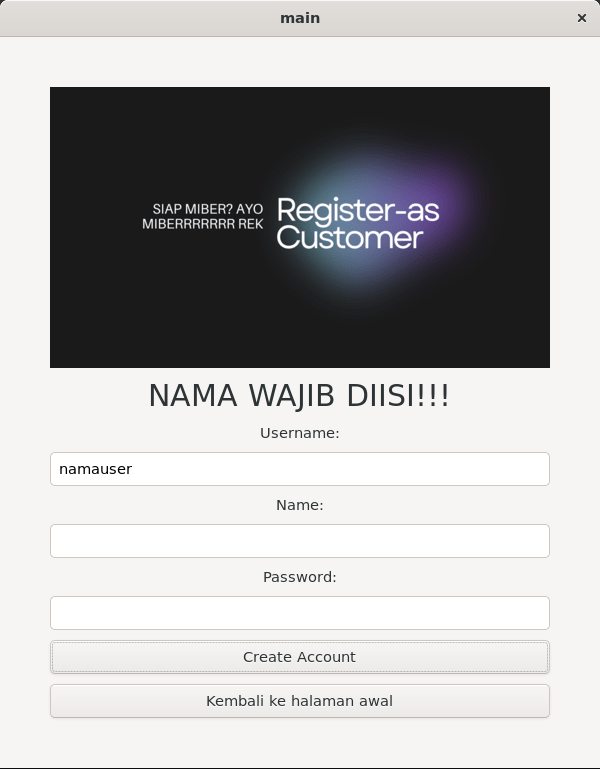 main
×
SIAP MIBER? AYO
MIBERRRRRRR REK
Register-as
Customer
NAMA WAJIB DIISI!!!
Username:
namauser
Name:
Password:
Create Account
Kembali ke halaman awal